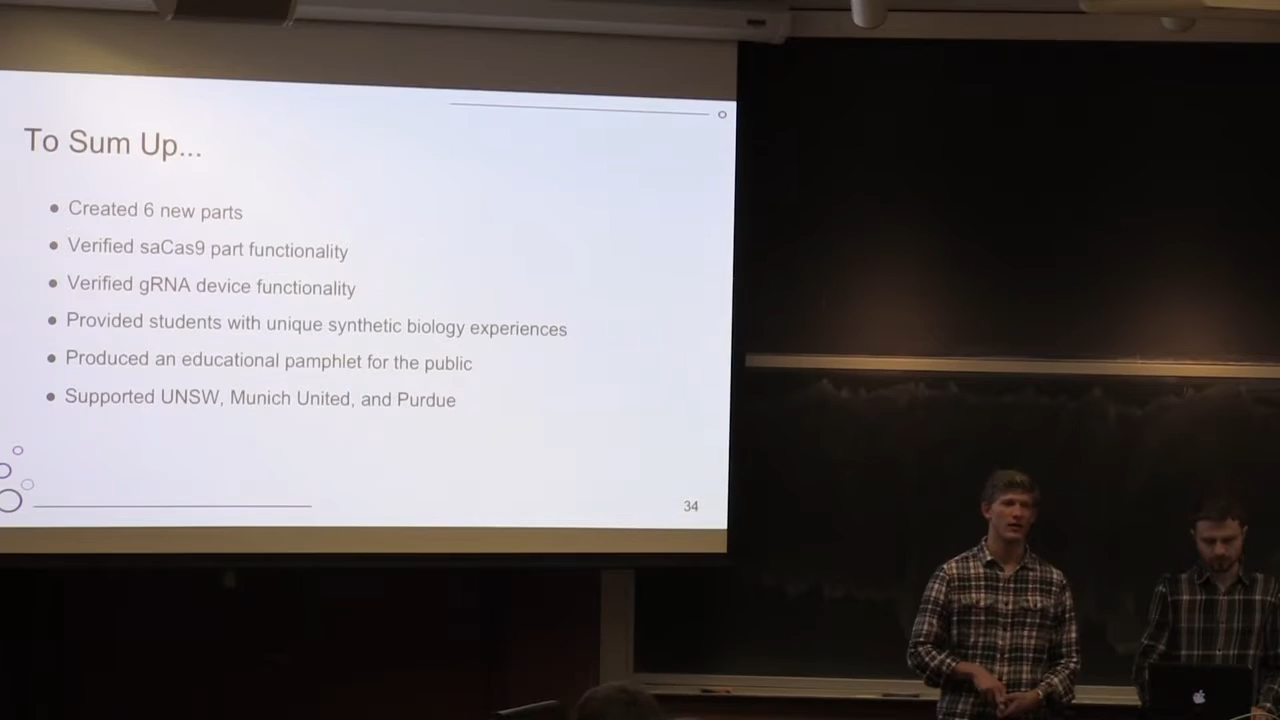 To Sum Up...
● Created 6 new parts
● Verified saCas9 part functionality
● Verified gRNA device functionality
● Provided students with unique synthetic biology experiences
● Produced an educational pamphlet for the public
● Supported UNSW, Munich United, and Purdue
34